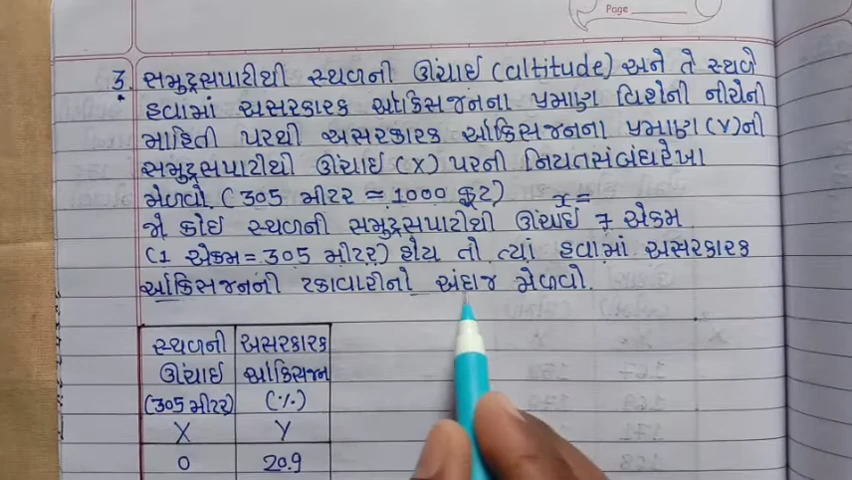 Page
3. સમુદ્રસપાટીથી સ્થળની ઊંચાઈ (altitude) અને તે સ્થળે
હવામાં અસરકારક ઑક્સિજનના પ્રમાણ વિશેની નીચેની
માહિતી પરથી અસરકારક ઑક્સિજનના પ્રમાણ (Y)ની
સમુદ્રસપાટીથી ઊંચાઈ (X) પરની નિયતસંબંધરેખા
મેળવો. (305 મીટર = 1000 ફૂટ) x=
જો કોઈ સ્થળની સમુદ્રસપાટીથી ઊંચાઈ 7 એકમ
(1 એકમ = 305 મીટર) હોય તો ત્યાં હવામાં અસરકારક
ઑક્સિજનની ટકાવારીનો અંદાજ મેળવો.
સ્થળની અસરકારક
ઊંચાઈ ઑક્સિજન
(305 મીટર) (%)
X Y
0 20.9